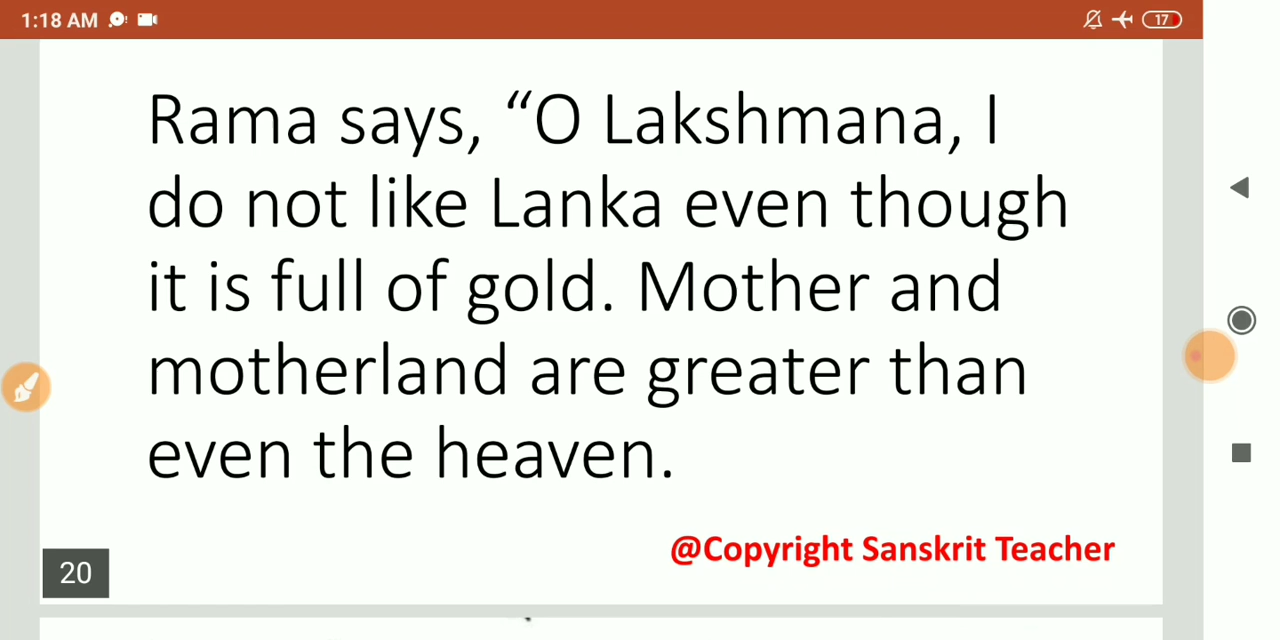 1:18 AM
17
Rama says, “O Lakshmana, I
do not like Lanka even though
it is full of gold. Mother and
motherland are greater than
even the heaven.
@Copyright Sanskrit Teacher
20